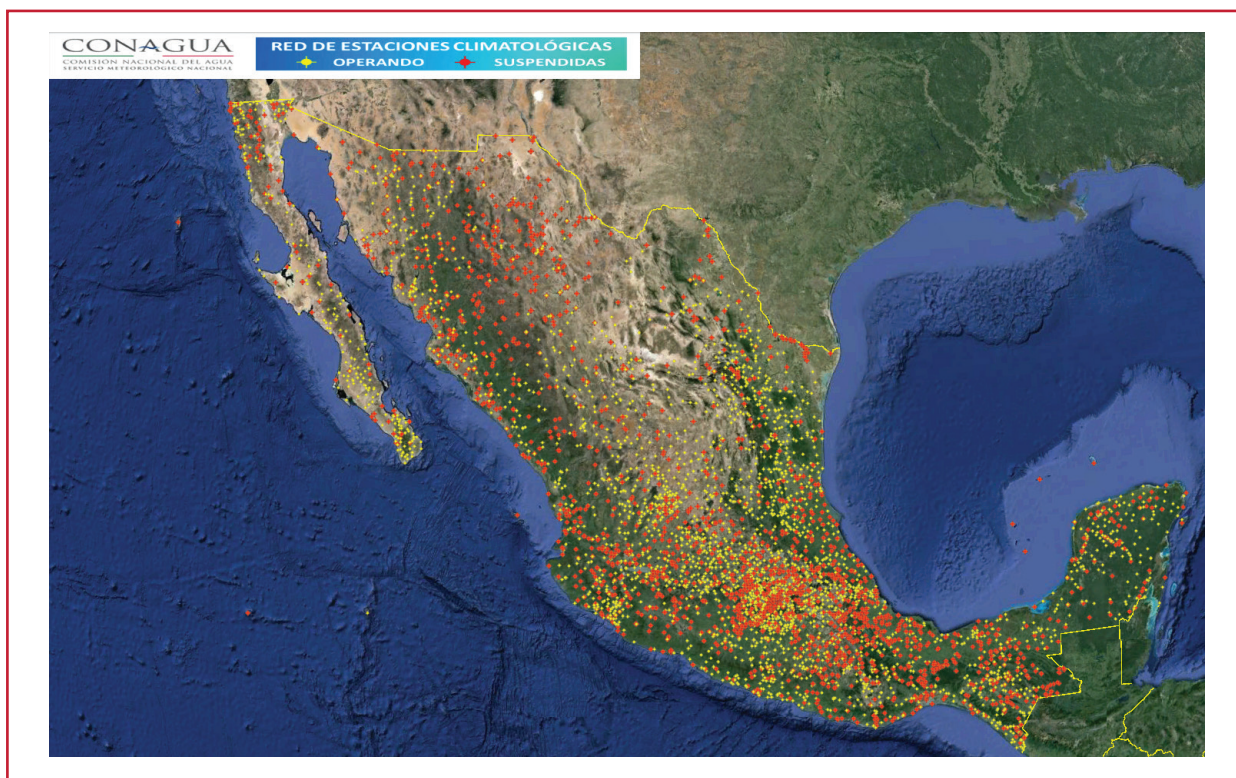 CONAGUA
COMISIÓN NACIONAL DEL AGUA
SERVICIO METEOROLÓGICO NACIONAL
RED DE ESTACIONES CLIMATOLÓGICAS
OPERANDO SUSPENDIDAS